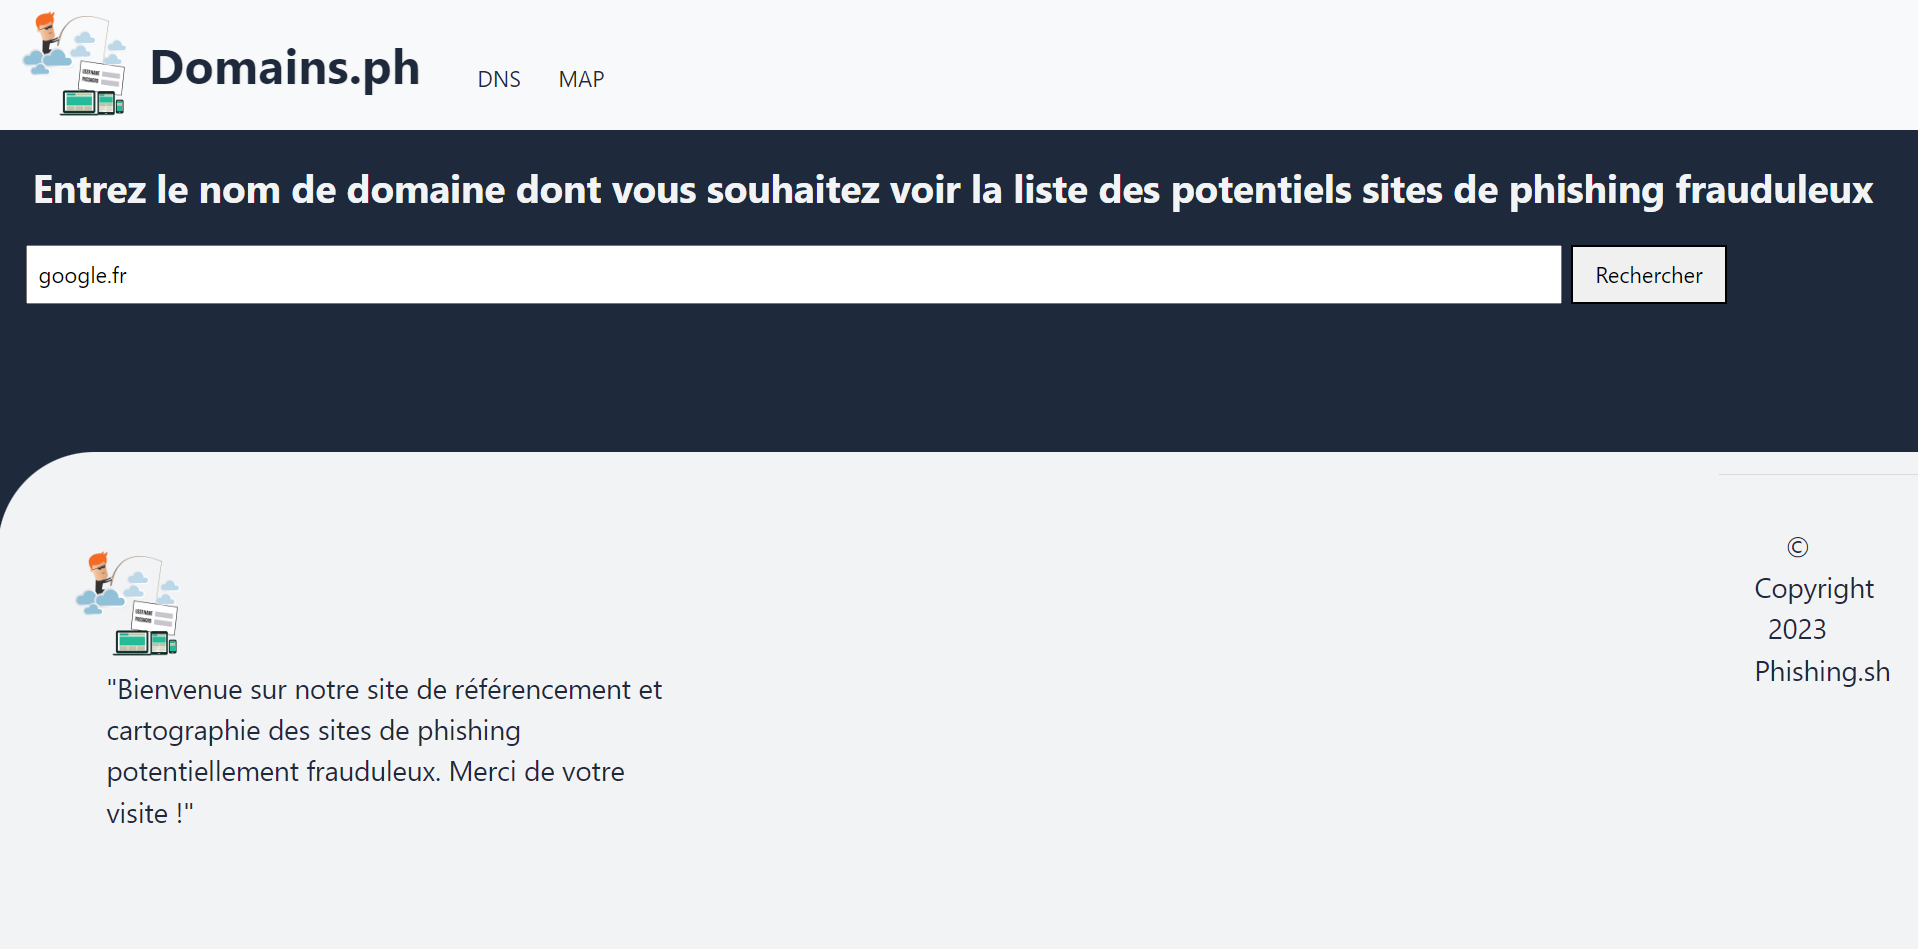 Domains.ph
DNS
MAP
Entrez le nom de domaine dont vous souhaitez voir la liste des potentiels sites de phishing frauduleux
google.fr
Rechercher
USERNAME
PASSWORD
"Bienvenue sur notre site de référencement et
cartographie des sites de phishing
potentiellement frauduleux. Merci de votre
visite !"
©
Copyright
2023
Phishing.sh